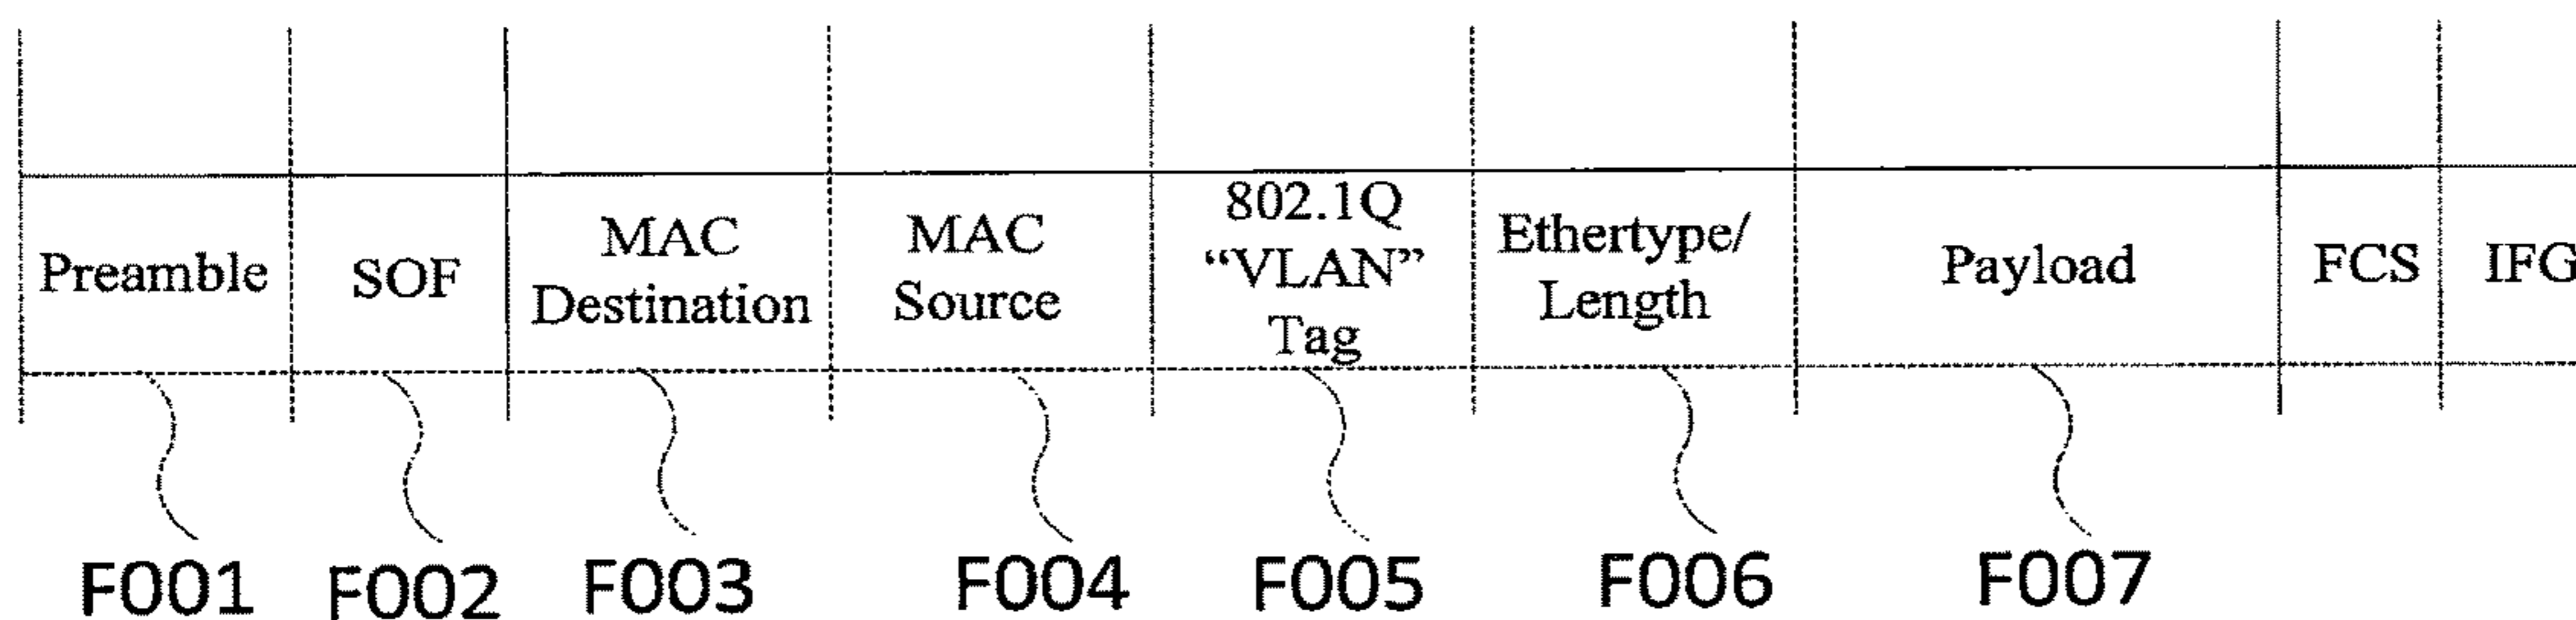 Preamble
SOF
MAC
Destination
MAC
Source
802.1Q
“VLAN”
Tag
Ethertype/
Length
Payload
FCS
IFG
F001
F002
F003
F004
F005
F006
F007